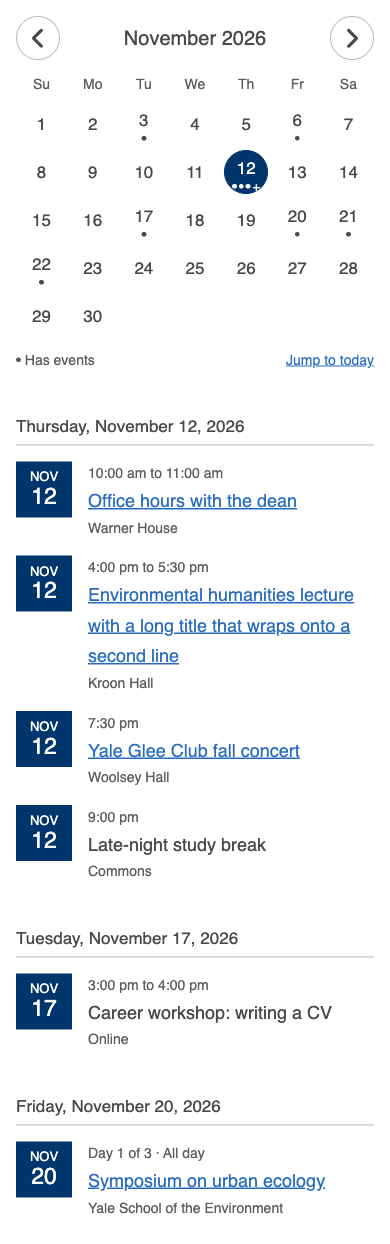 November 2026
Su Mo Tu We Th Fr Sa
1 2 3 4 5 6 7
8 9 10 11 12 13 14
+
15 16 17 18 19 20 21
22 23 24 25 26 27 28
29 30
• Has events Jump to today
Thursday, November 12, 2026
NOV
12
10:00 am to 11:00 am
Office hours with the dean
Warner House
NOV
12
4:00 pm to 5:30 pm
Environmental humanities lecture
with a long title that wraps onto a
second line
Kroon Hall
NOV
12
7:30 pm
Yale Glee Club fall concert
Woolsey Hall
NOV
12
9:00 pm
Late-night study break
Commons
Tuesday, November 17, 2026
NOV
17
3:00 pm to 4:00 pm
Career workshop: writing a CV
Online
Friday, November 20, 2026
NOV
20
Day 1 of 3 · All day
Symposium on urban ecology
Yale School of the Environment